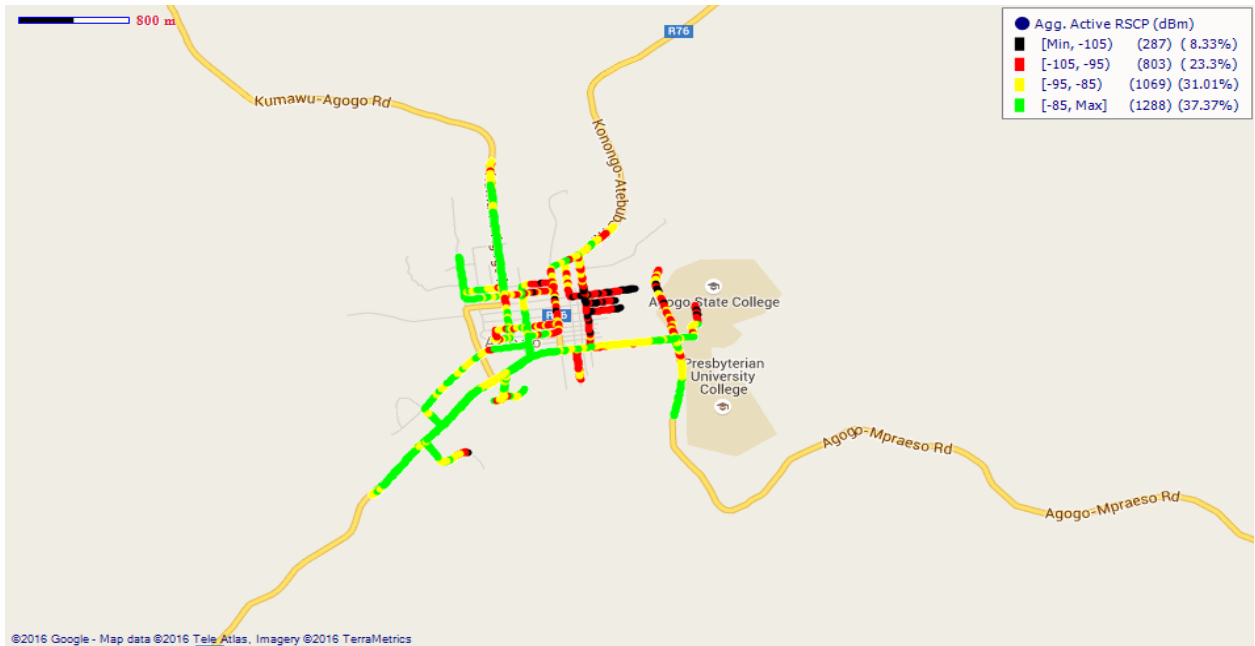 800 m
R76
Agg. Active RSCP (dBm)
[Min, -105) (287) ( 8.33%)
[-105, -95) (803) ( 23.3%)
[-95, -85) (1069) (31.01%)
[-85, Max] (1288) (37.37%)
Kumawu-Agogo Rd
Konongo-Atebub
Agogo State College
Presbyterian
University
College
Agogo-Mpraeso Rd
Agogo-Mpraeso Rd
©2016 Google - Map data ©2016 Tele Atlas, Imagery ©2016 TerraMetrics